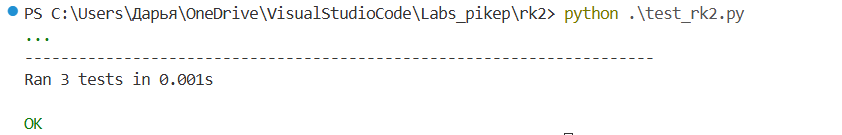 PS C:\Users\Дарья\OneDrive\VisualStudioCode\Labs_pikep\rk2> python .\test_rk2.py
...
----------------------------------------------------------------------
Ran 3 tests in 0.001s
OK